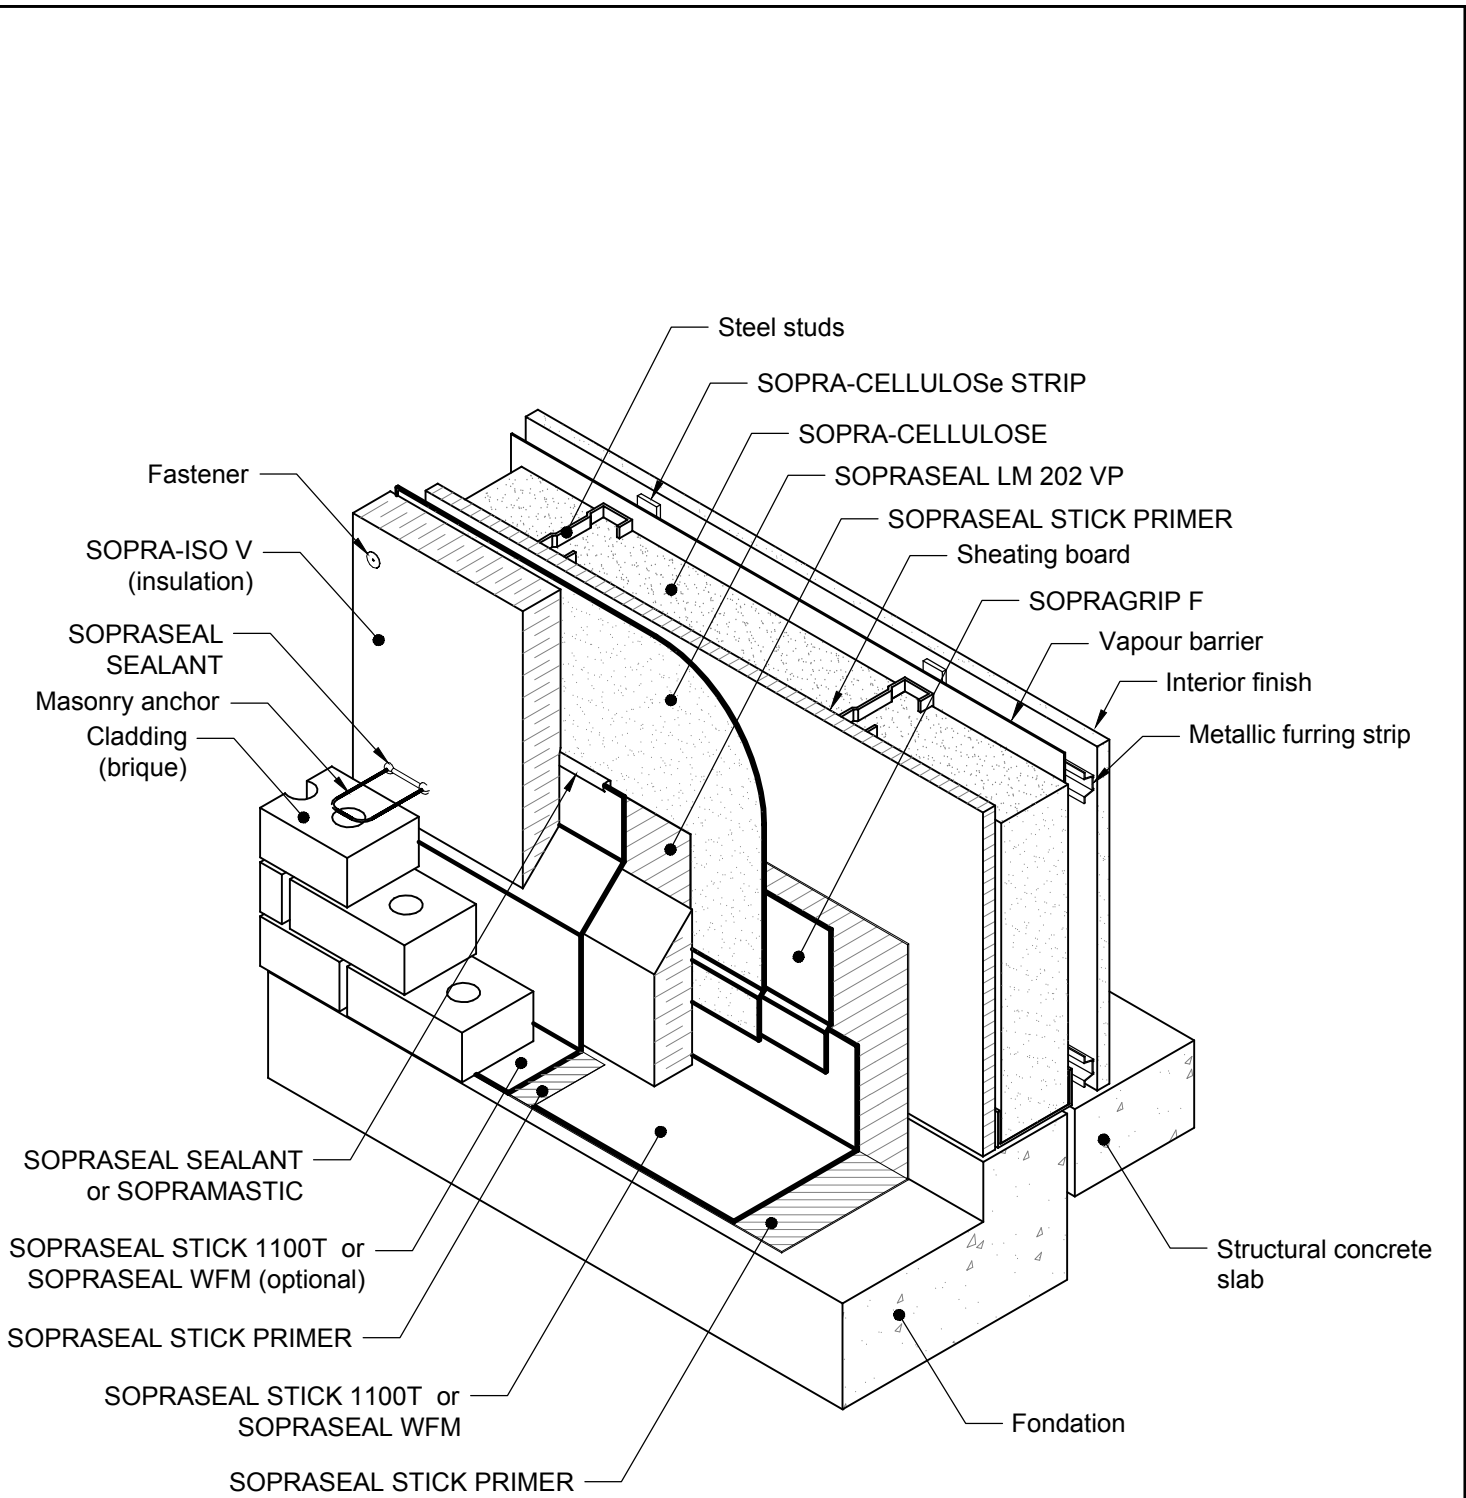 Steel studs
SOPRA-CELLULOSe STRIP
SOPRA-CELLULOSE
SOPRASEAL LM 202 VP
SOPRASEAL STICK PRIMER
Sheating board
SOPRAGRIP F
Vapour barrier
Interior finish
Metallic furring strip
Fastener
SOPRA-ISO V
(insulation)
SOPRASEAL
SEALANT
Masonry anchor
Cladding
(brique)
SOPRASEAL SEALANT
or SOPRAMASTIC
SOPRASEAL STICK 1100T or
SOPRASEAL WFM (optional)
SOPRASEAL STICK PRIMER
SOPRASEAL STICK 1100T or
SOPRASEAL WFM
SOPRASEAL STICK PRIMER
Structural concrete
slab
Fondation